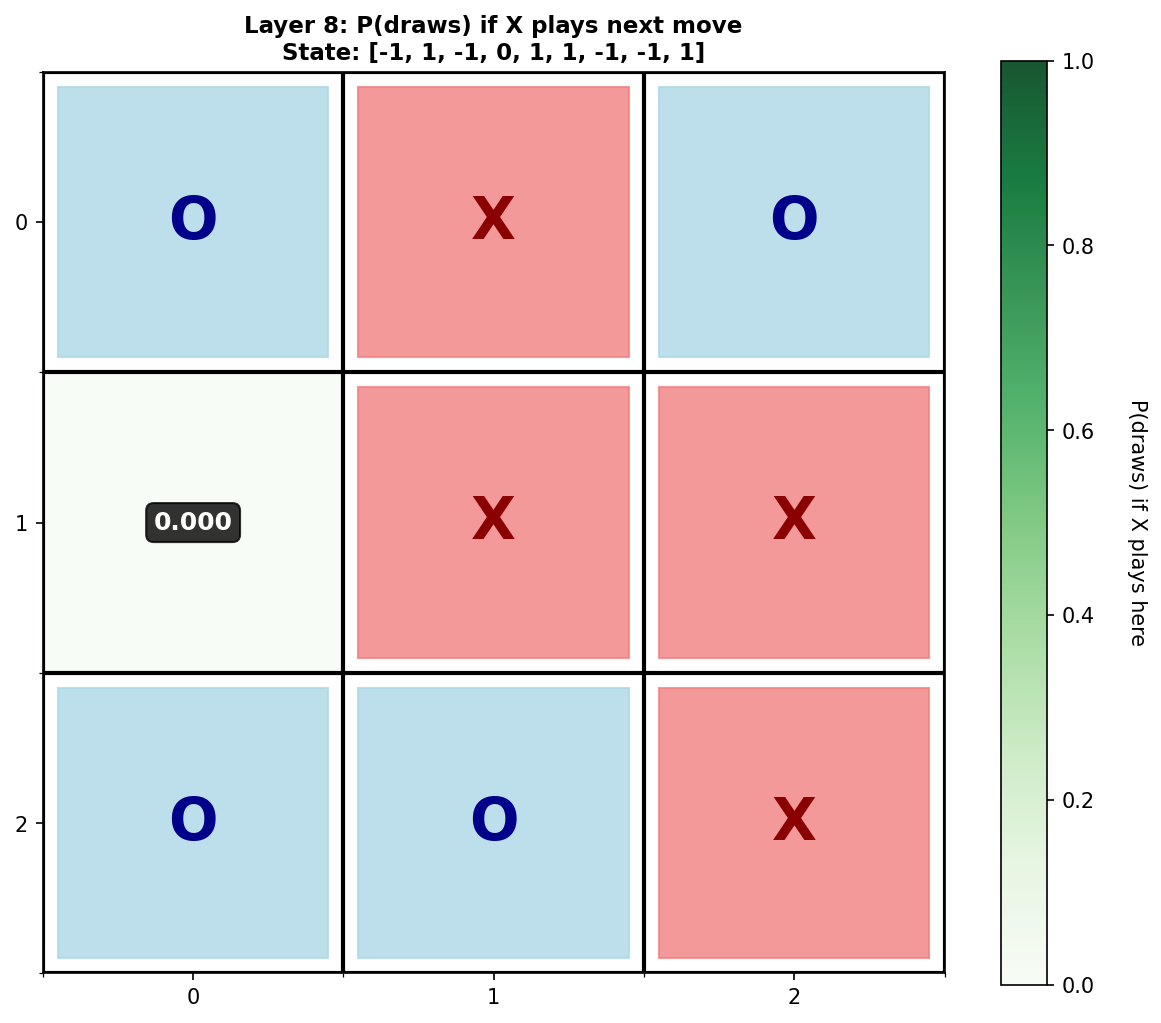 Layer 8: P(draws) if X plays next move
State: [-1, 1, -1, 0, 1, 1, -1, -1, 1]
O X O
0.000 X X
O O X
0
1
2
0 1 2
1.0
0.8
0.6
0.4
0.2
0.0
P(draws) if X plays here